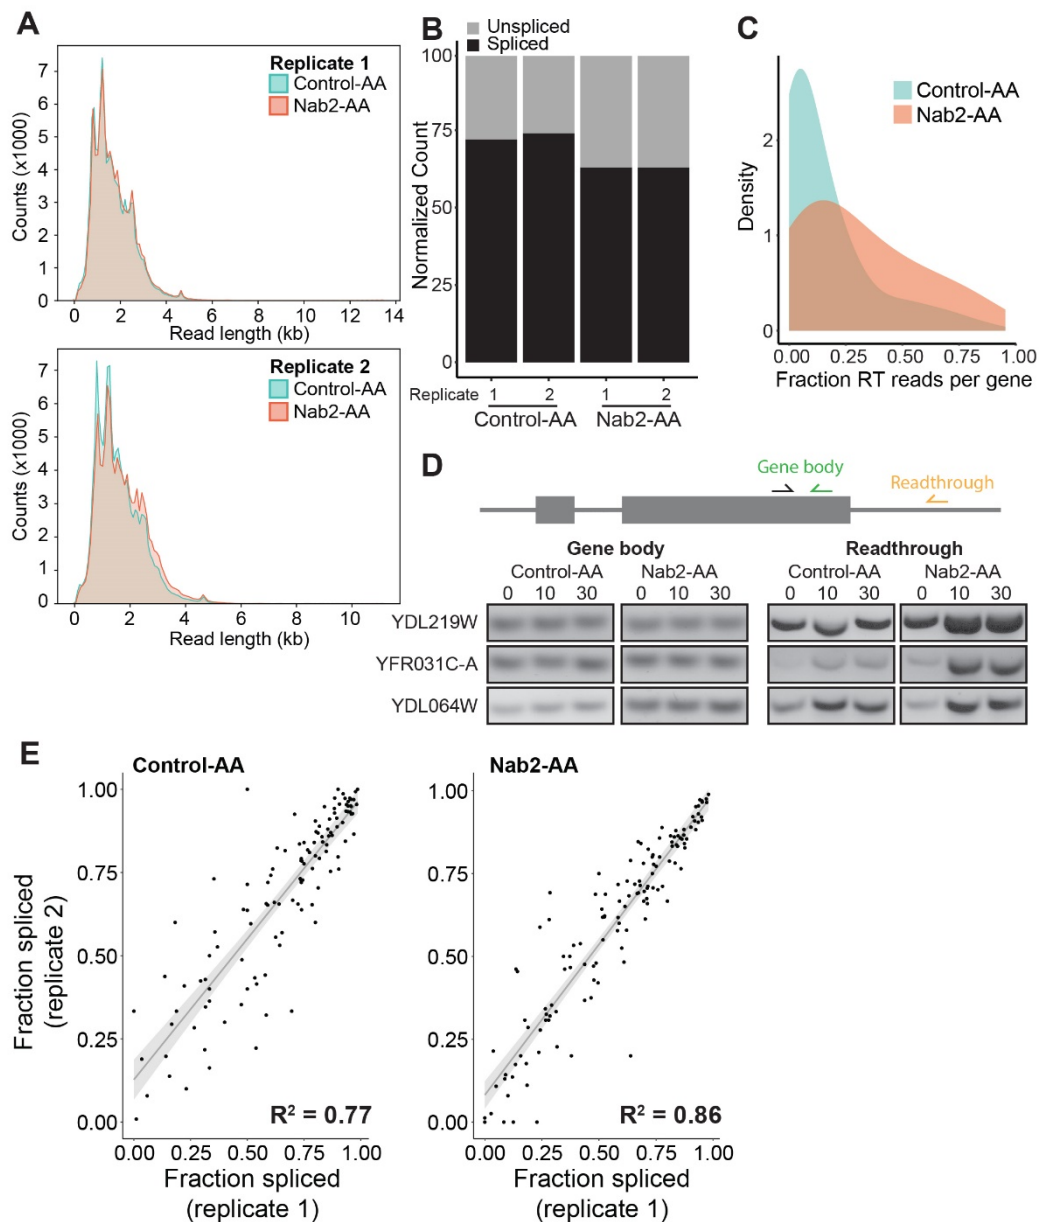 A
Replicate 1
Control-AA
Nab2-AA
Counts (x1000)
7
6
5
4
3
2
1
0
0 2 4 6 8 10 12 14
Read length (kb)
Replicate 2
Control-AA
Nab2-AA
Counts (x1000)
7
6
5
4
3
2
1
0
0 2 4 6 8 10
Read length (kb)
B
Unspliced
Spliced
Normalized Count
100
75
50
25
0
Replicate 1 2 1 2
Control-AA Nab2-AA
C
Control-AA
Nab2-AA
Density
2
1
0
0.00 0.25 0.50 0.75 1.00
Fraction RT reads per gene
D
Gene body
Readthrough
Gene body Readthrough
Control-AA Nab2-AA Control-AA Nab2-AA
0 10 30 0 10 30 0 10 30 0 10 30
YDL219W
YFR031C-A
YDL064W
E
Control-AA
Fraction spliced
(replicate 2)
1.00
0.75
0.50
0.25
0.00
R² = 0.77
0.00 0.25 0.50 0.75 1.00
Fraction spliced
(replicate 1)
Nab2-AA
1.00
0.75
0.50
0.25
0.00
R² = 0.86
0.00 0.25 0.50 0.75 1.00
Fraction spliced
(replicate 1)